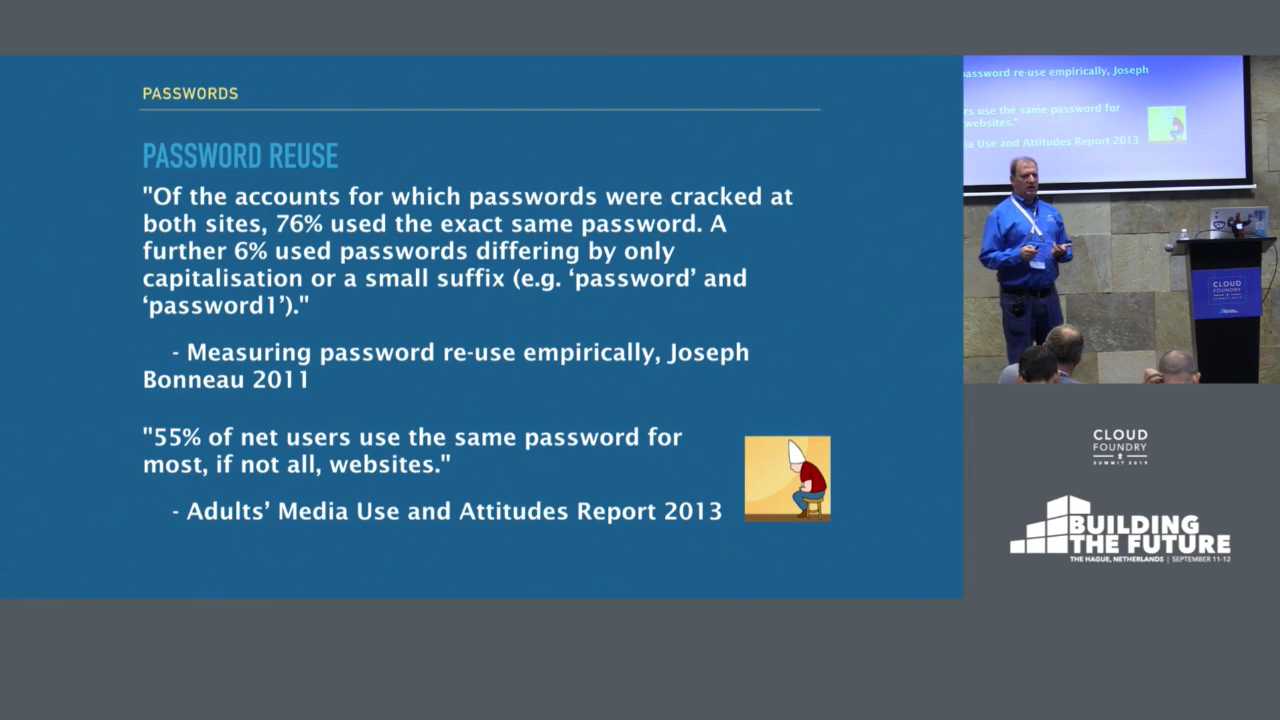 PASSWORDS
PASSWORD REUSE
"Of the accounts for which passwords were cracked at
both sites, 76% used the exact same password. A
further 6% used passwords differing by only
capitalisation or a small suffix (e.g. ‘password’ and
‘password1’)."
- Measuring password re-use empirically, Joseph
Bonneau 2011
"55% of net users use the same password for
most, if not all, websites."
- Adults’ Media Use and Attitudes Report 2013
password re-use empirically, Joseph
use the same password for
websites."
Use and Attitudes Report 2013
CLOUD
FOUNDRY
SUMMIT 2019
CLOUD
FOUNDRY
SUMMIT 2019
BUILDING
THE FUTURE
THE HAGUE, NETHERLANDS | SEPTEMBER 11-12